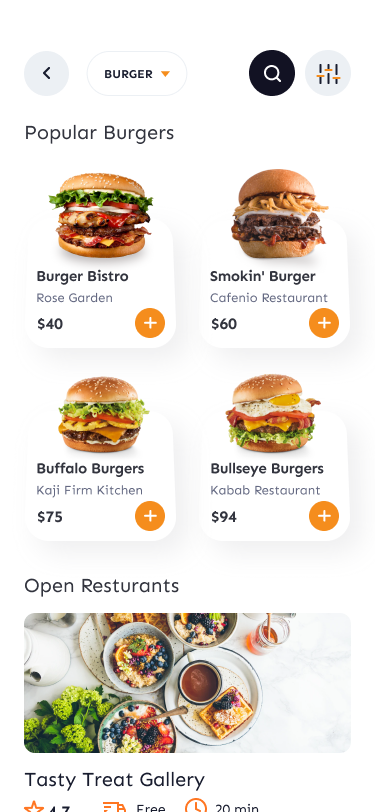 BURGER
Popular Burgers
Burger Bistro
Rose Garden
$40
Smokin' Burger
Cafenio Restaurant
$60
Buffalo Burgers
Kaji Firm Kitchen
$75
Bullseye Burgers
Kabab Restaurant
$94
Open Resturants
Tasty Treat Gallery
4.7 Free 20 min